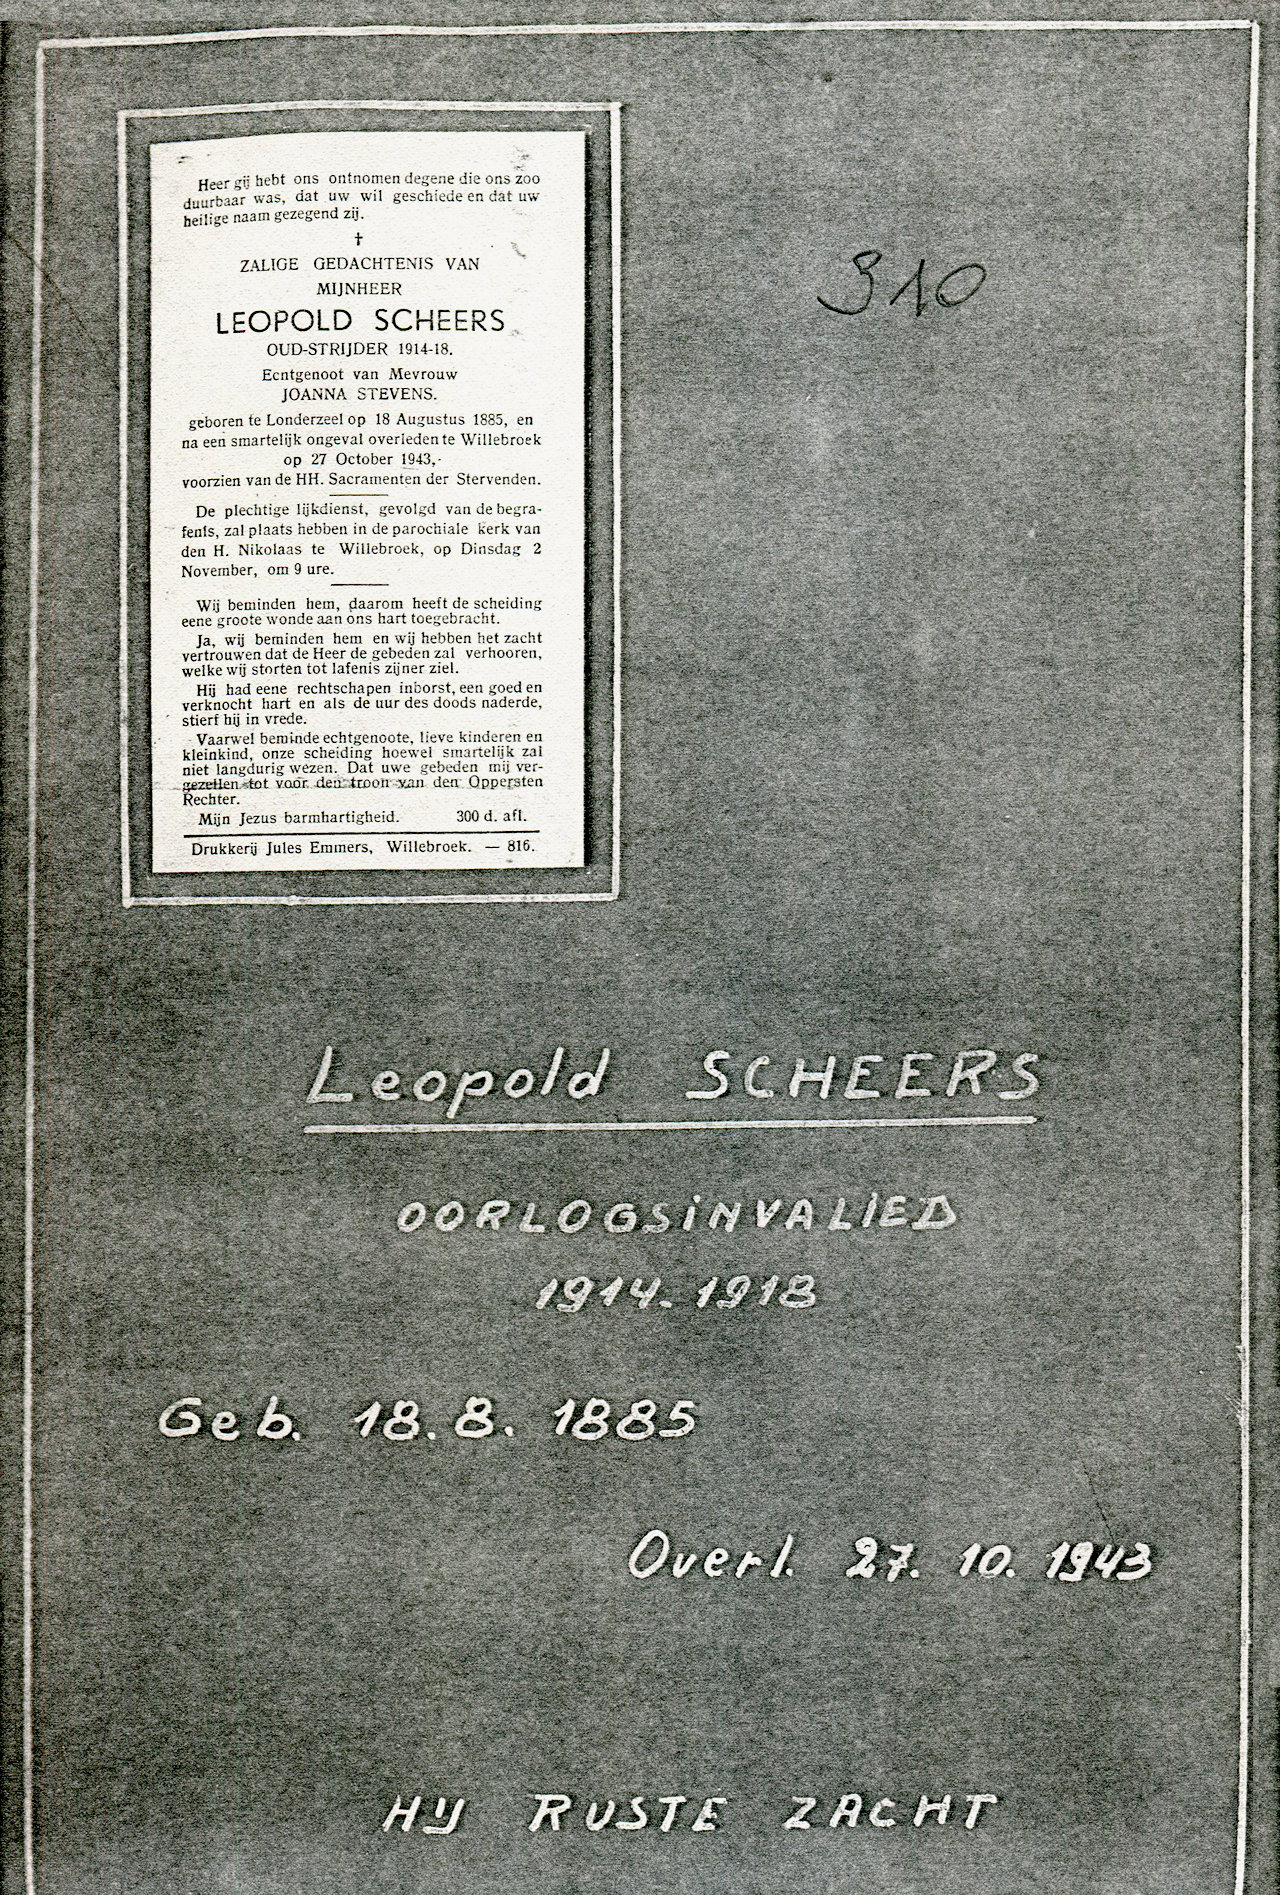 Heer gij hebt ons ontnomen degene die ons zoo
duurbaar was, dat uw wil geschiede en dat uw
heilige naam gezegend zij.
✝
ZALIGE GEDACHTENIS VAN
MIJNHEER
LEOPOLD SCHEERS
OUD-STRIJDER 1914-18.
Ecntgenoot van Mevrouw
JOANNA STEVENS.
geboren te Londerzeel op 18 Augustus 1885, en
na een smartelijk ongeval overleden te Willebroek
op 27 October 1943,
voorzien van de HH. Sacramenten der Stervenden.
De plechtige lijkdienst, gevolgd van de begra-
fenis, zal plaats hebben in de parochiale kerk van
den H. Nikolaas te Willebroek, op Dinsdag 2
November, om 9 ure.
Wij beminden hem, daarom heeft de scheiding
eene groote wonde aan ons hart toegebracht.
Ja, wij beminden hem en wij hebben het zacht
vertrouwen dat de Heer de gebeden zal verhooren,
welke wij storten tot lafenis zijner ziel.
Hij had eene rechtschapen inborst, een goed en
verknocht hart en als de uur des doods naderde,
stierf hij in vrede.
Vaarwel beminde echtgenoote, lieve kinderen en
kleinkind, onze scheiding hoewel smartelijk zal
niet langdurig wezen. Dat uwe gebeden mij ver-
gezellen tot voor den troon van den Oppersten
Rechter.
Mijn Jezus barmhartigheid. 300 d. afl.
Drukkerij Jules Emmers, Willebroek. — 816.
310
Leopold SCHEERS
OORLOGSINVALIED
1914-1918
Geb. 18.8.1885
Overl. 27.10.1943
HIJ RUSTE ZACHT